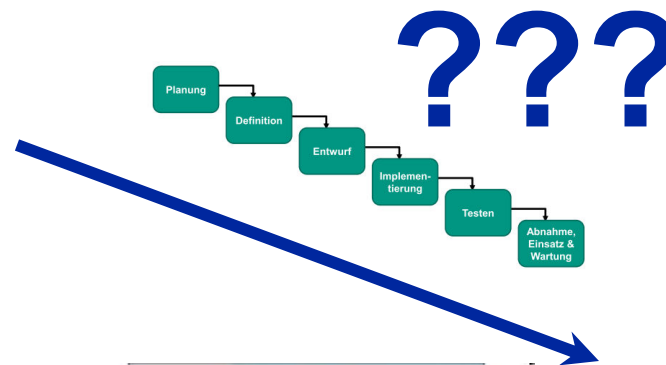 ???
Planung
Definition
Entwurf
Implemen-
tierung
Testen
Abnahme,
Einsatz &
Wartung